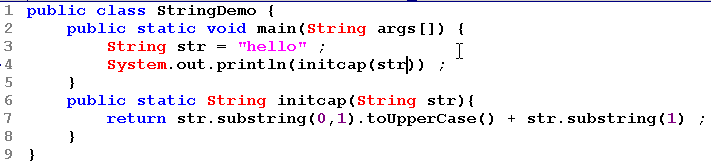 1 public class StringDemo {
2     public static void main(String args[]) {
3         String str = "hello" ;
4         System.out.println(initcap(str)) ;
5     }
6     public static String initcap(String str){
7         return str.substring(0,1).toUpperCase() + str.substring(1) ;
8     }
9 }